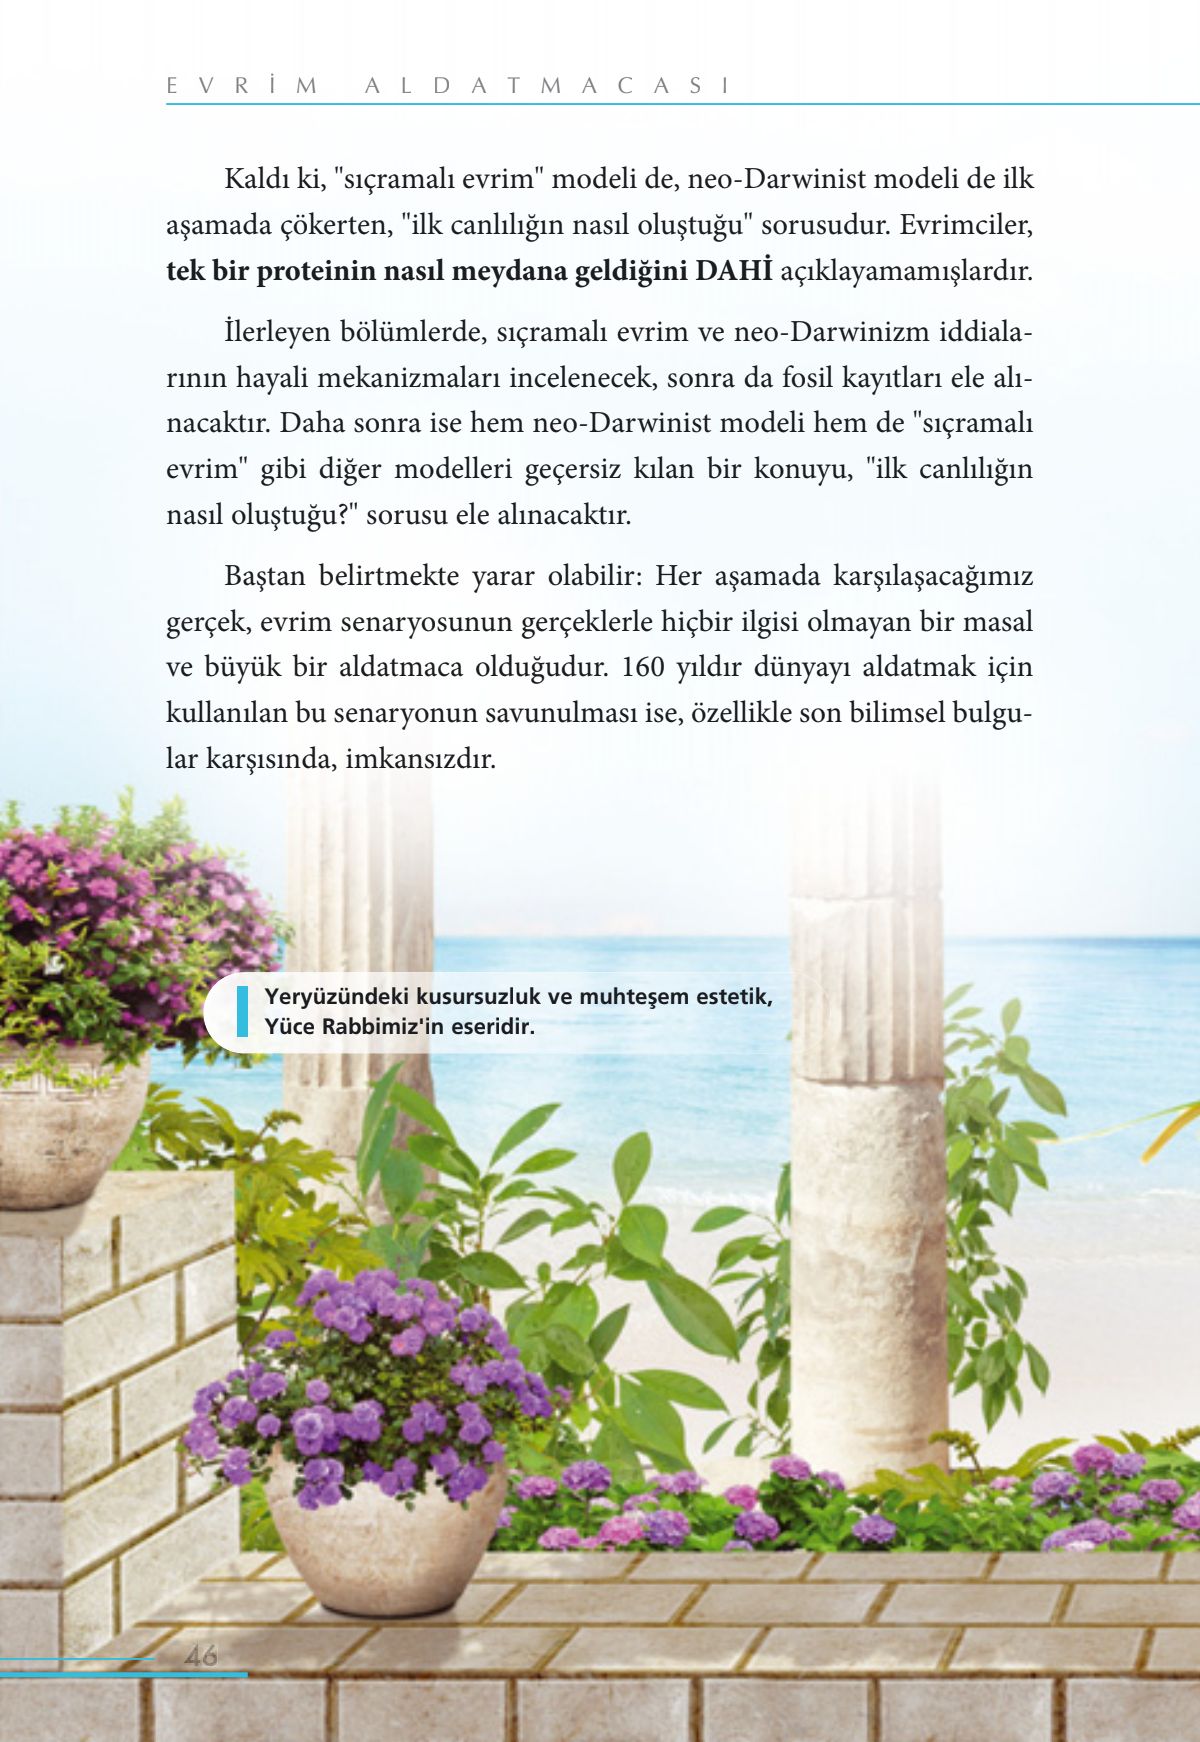 EVRİM ALDATMACASI
Kaldı ki, "sıçramalı evrim" modeli de, neo-Darwinist modeli de ilk
aşamada çökerten, "ilk canlılığın nasıl oluştuğu" sorusudur. Evrimciler,
tek bir proteinin nasıl meydana geldiğini DAHİ açıklayamamışlardır.
İlerleyen bölümlerde, sıçramalı evrim ve neo-Darwinizm iddiala-
rının hayali mekanizmaları incelenecek, sonra da fosil kayıtları ele alı-
nacaktır. Daha sonra ise hem neo-Darwinist modeli hem de "sıçramalı
evrim" gibi diğer modelleri geçersiz kılan bir konuyu, "ilk canlılığın
nasıl oluştuğu?" sorusu ele alınacaktır.
Baştan belirtmekte yarar olabilir: Her aşamada karşılaşacağımız
gerçek, evrim senaryosunun gerçeklerle hiçbir ilgisi olmayan bir masal
ve büyük bir aldatmaca olduğudur. 160 yıldır dünyayı aldatmak için
kullanılan bu senaryonun savunulması ise, özellikle son bilimsel bulgu-
lar karşısında, imkansızdır.
Yeryüzündeki kusursuzluk ve muhteşem estetik,
Yüce Rabbimiz'in eseridir.
46